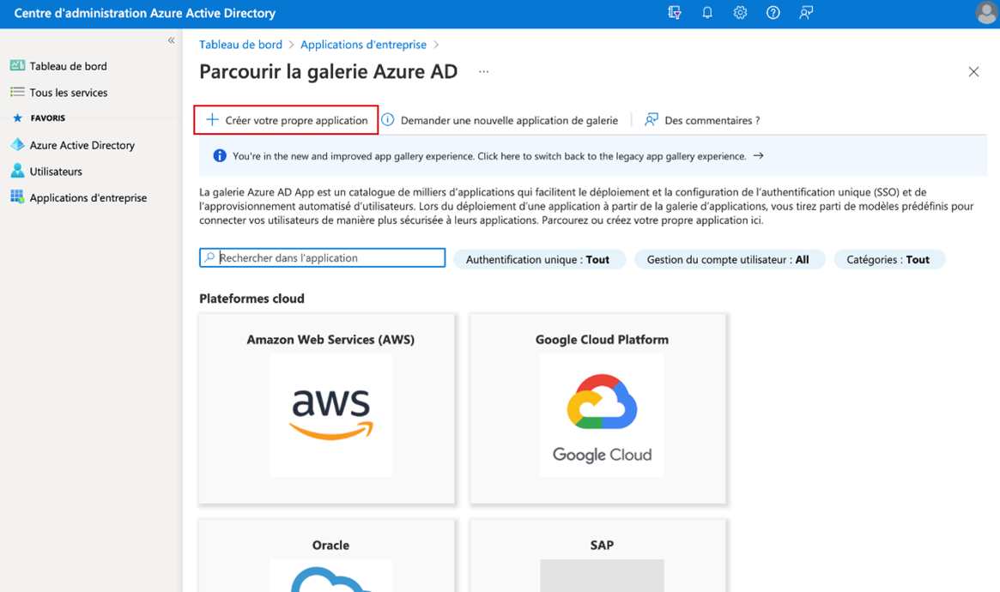 Centre d'administration Azure Active Directory
«
Tableau de bord
Tous les services
FAVORIS
Azure Active Directory
Utilisateurs
Applications d'entreprise
Tableau de bord > Applications d'entreprise >
Parcourir la galerie Azure AD ...
Créer votre propre application
Demander une nouvelle application de galerie
Des commentaires ?
You're in the new and improved app gallery experience. Click here to switch back to the legacy app gallery experience. →
La galerie Azure AD App est un catalogue de milliers d'applications qui facilitent le déploiement et la configuration de l'authentification unique (SSO) et de
l'approvisionnement automatisé d'utilisateurs. Lors du déploiement d'une application à partir de la galerie d'applications, vous tirez parti de modèles prédéfinis pour
connecter vos utilisateurs de manière plus sécurisée à leurs applications. Parcourez ou créez votre propre application ici.
Rechercher dans l'application
Authentification unique : Tout
Gestion du compte utilisateur : All
Catégories : Tout
Plateformes cloud
Amazon Web Services (AWS)
aws
Google Cloud Platform
Google Cloud
Oracle
SAP